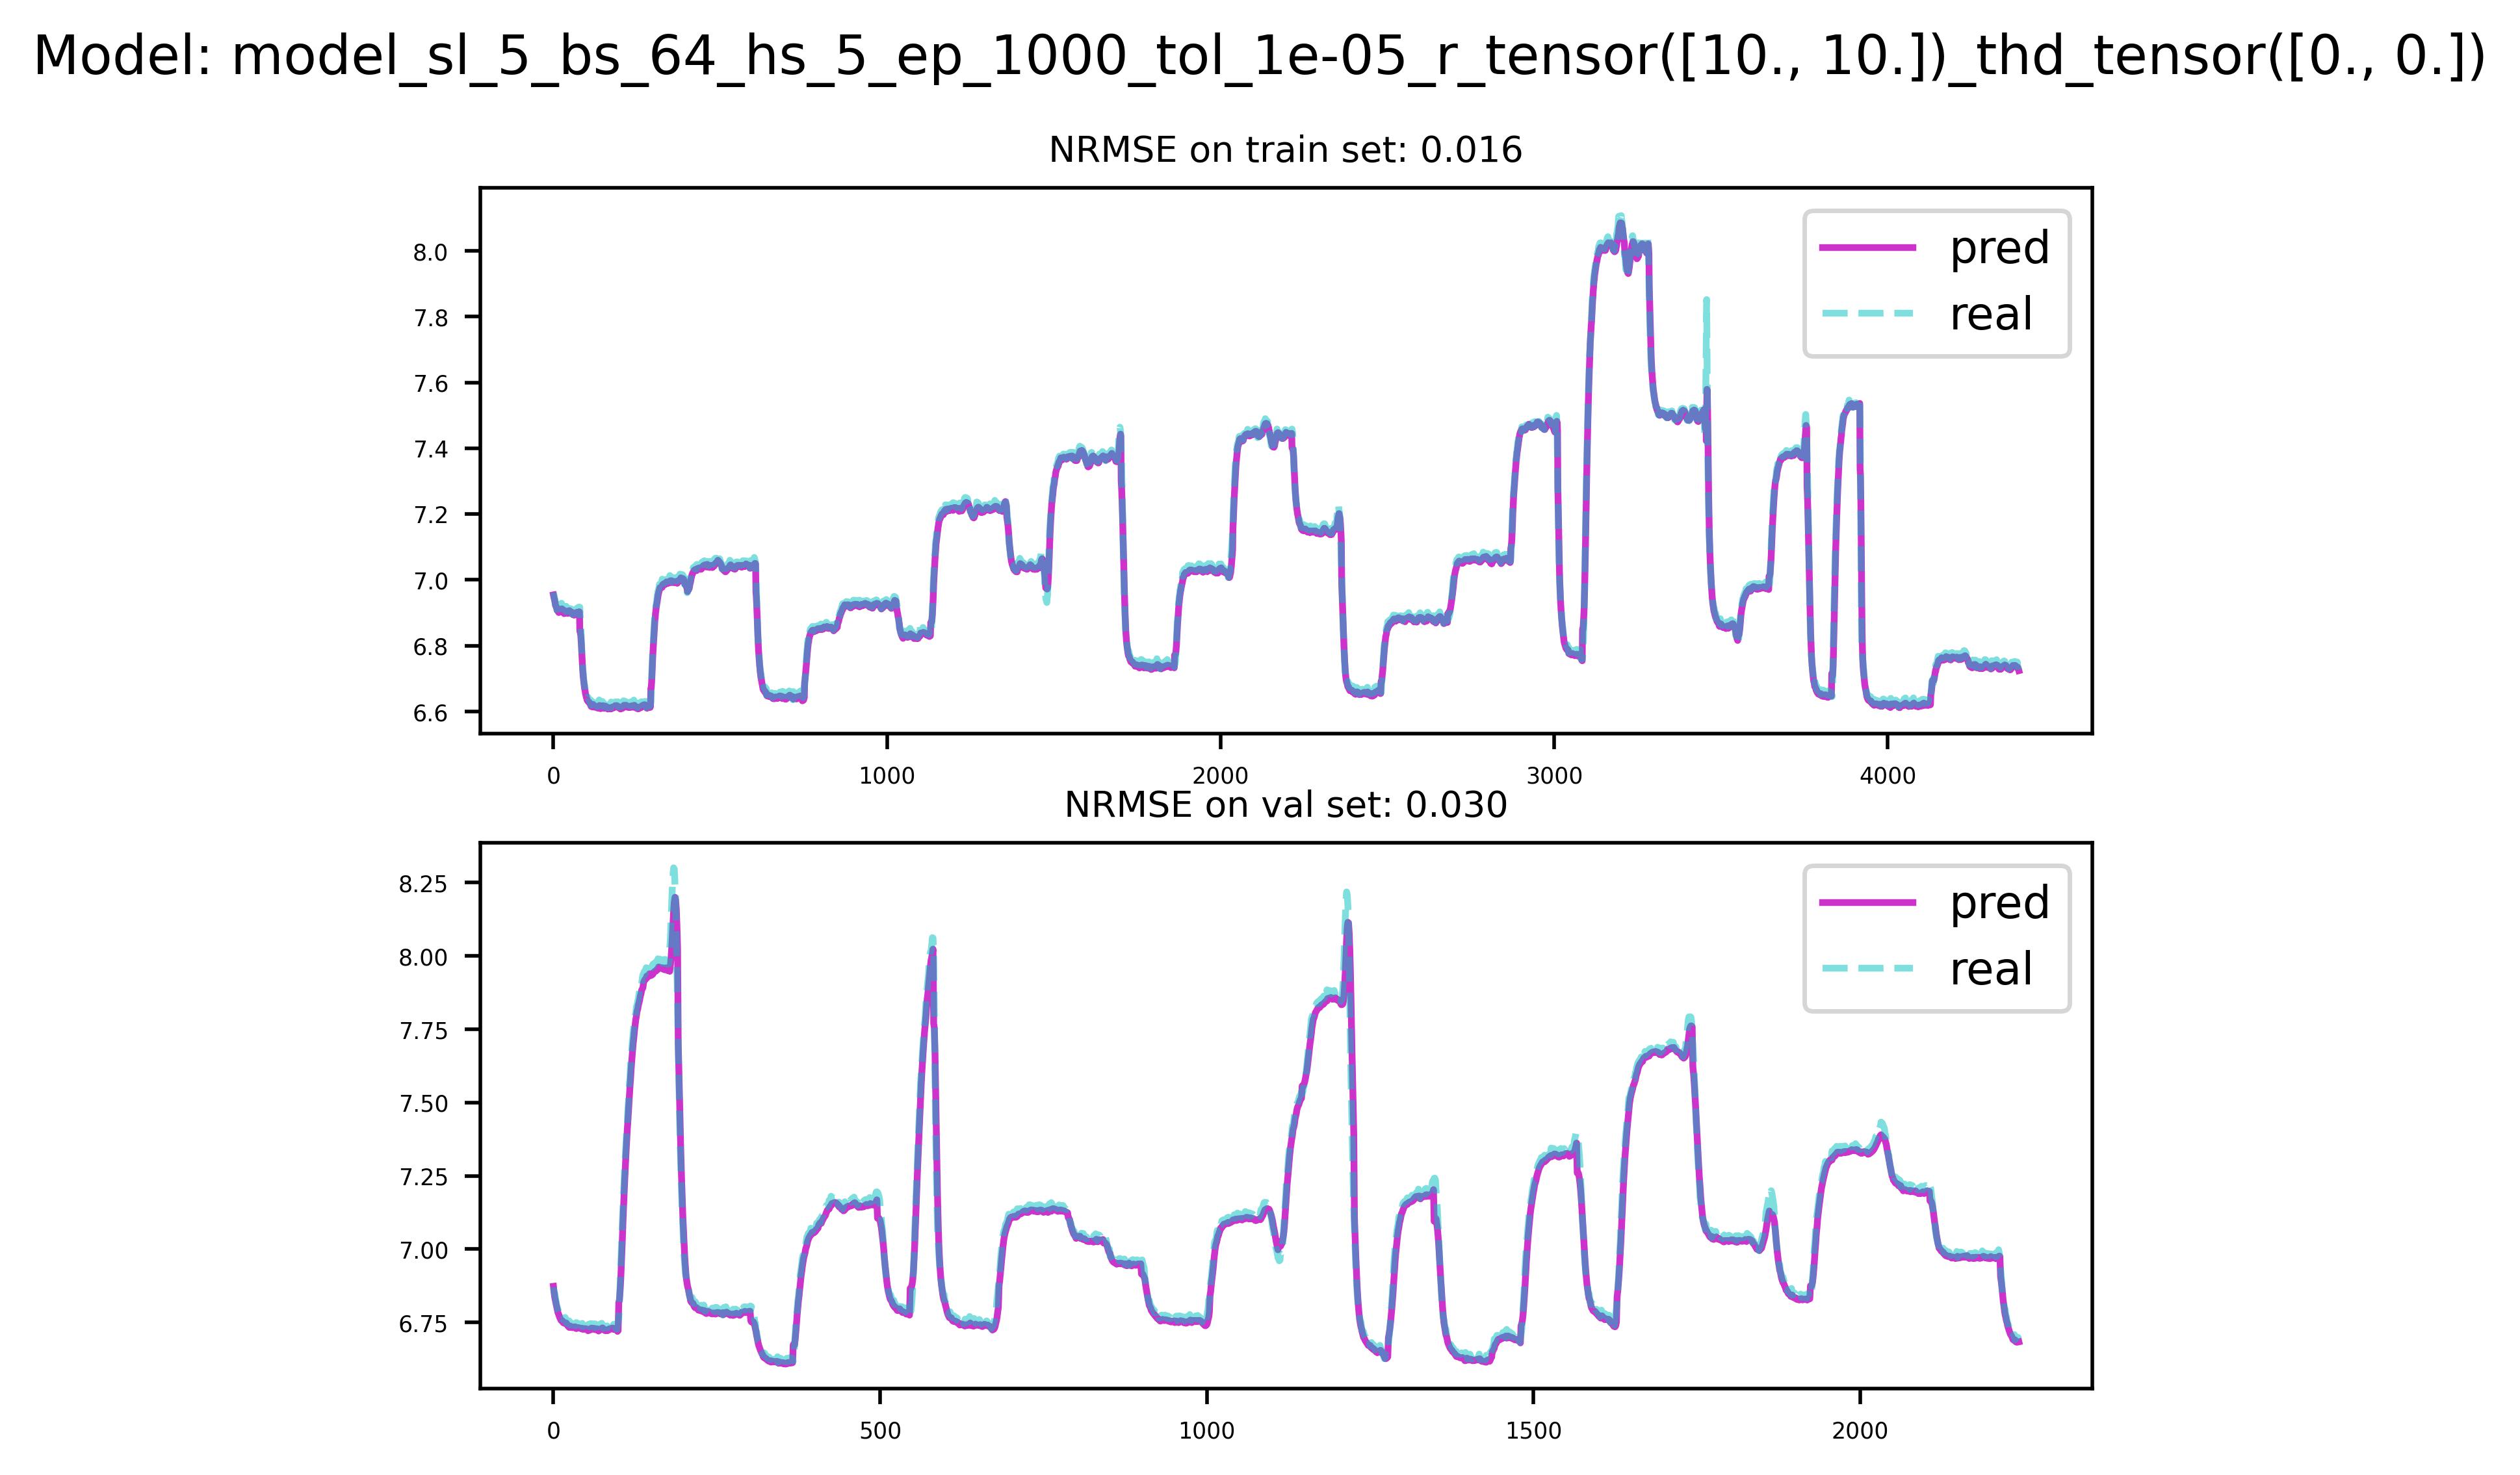 Model: model_sl_5_bs_64_hs_5_ep_1000_tol_1e-05_r_tensor([10., 10.])_thd_tensor([0., 0.])
NRMSE on train set: 0.016
8.0
7.8
7.6
7.4
7.2
7.0
6.8
6.6
pred
real
0 1000 2000 3000 4000
NRMSE on val set: 0.030
8.25
8.00
7.75
7.50
7.25
7.00
6.75
pred
real
0 500 1000 1500 2000